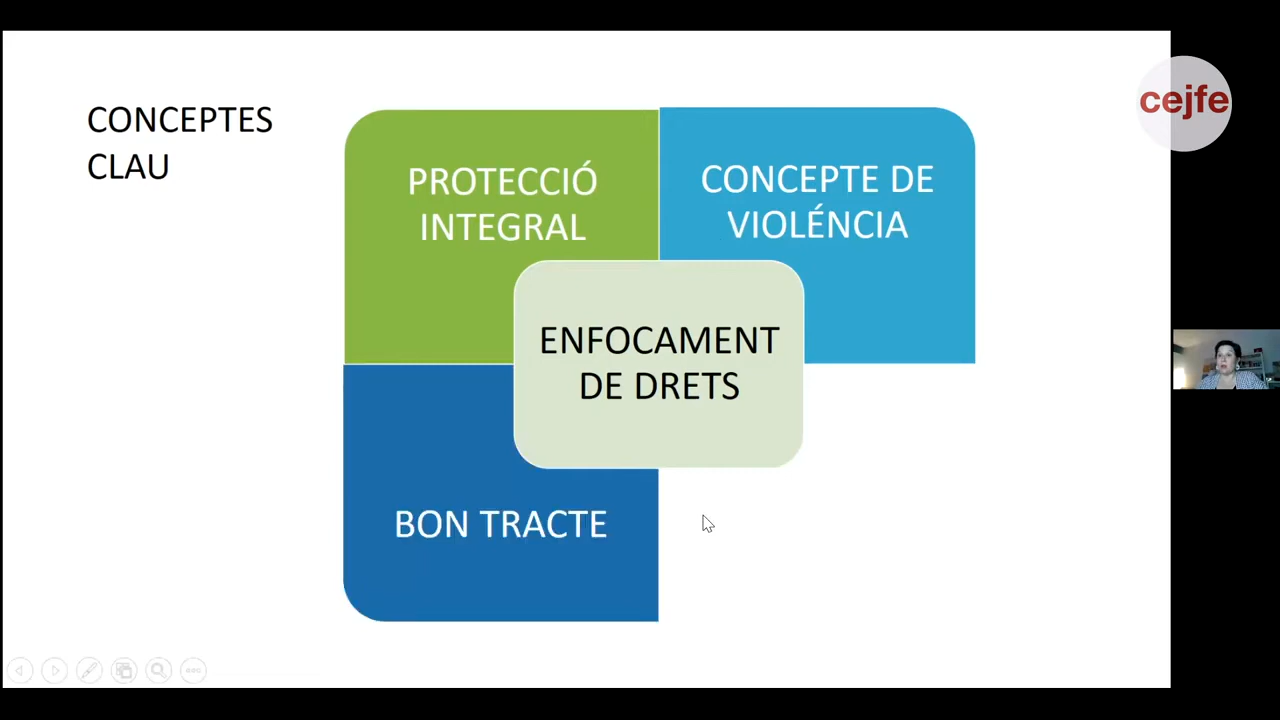 CONCEPTES
CLAU
PROTECCIÓ
INTEGRAL
CONCEPTE DE
VIOLÉNCIA
ENFOCAMENT
DE DRETS
BON TRACTE
cejfe